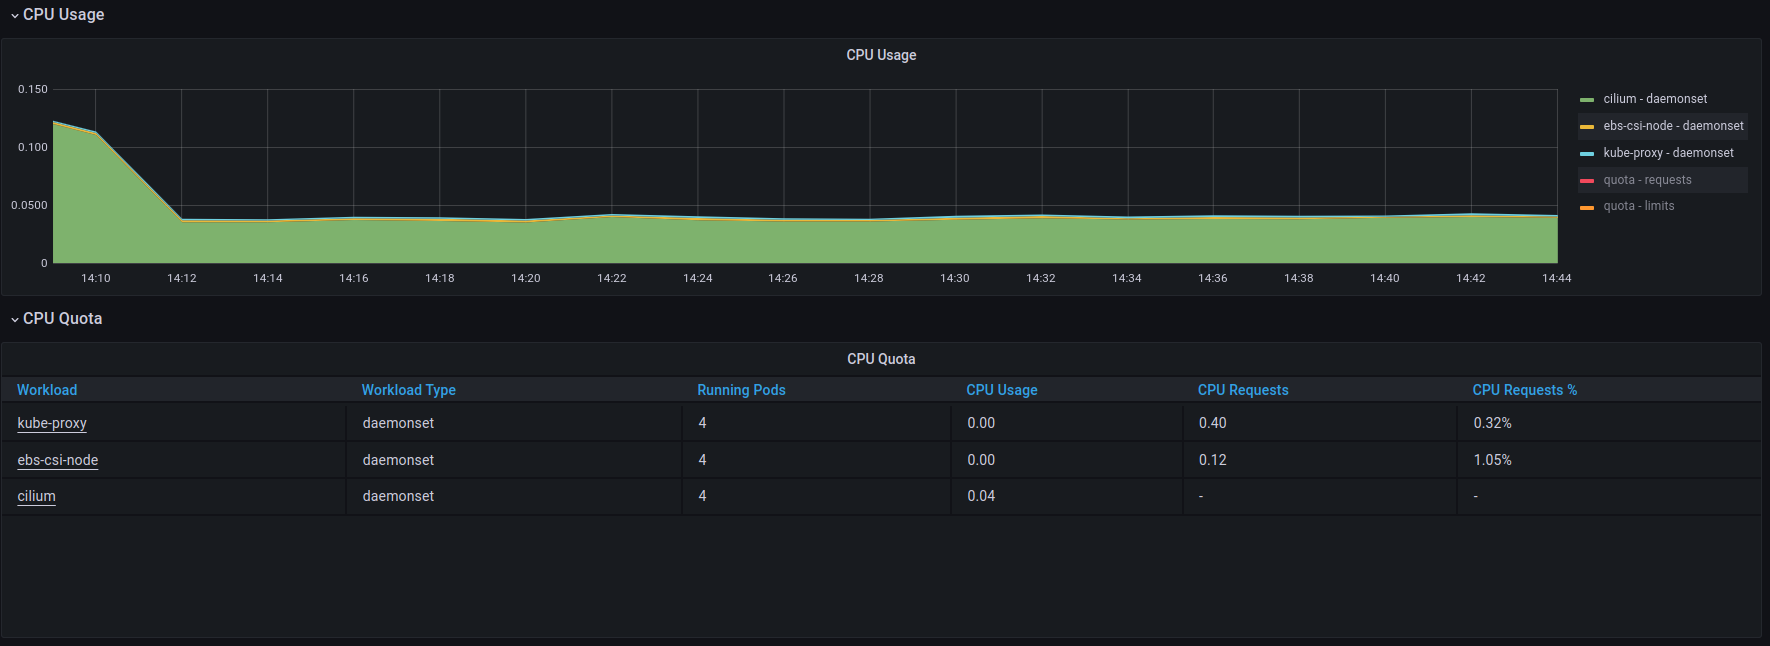 CPU Usage
CPU Usage
0.150
0.100
0.0500
0
14:10 14:12 14:14 14:16 14:18 14:20 14:22 14:24 14:26 14:28 14:30 14:32 14:34 14:36 14:38 14:40 14:42 14:44
cilium - daemonset
ebs-csi-node - daemonset
kube-proxy - daemonset
quota - requests
quota - limits
CPU Quota
CPU Quota
Workload Workload Type Running Pods CPU Usage CPU Requests CPU Requests %
kube-proxy daemonset 4 0.00 0.40 0.32%
ebs-csi-node daemonset 4 0.00 0.12 1.05%
cilium daemonset 4 0.04 - -